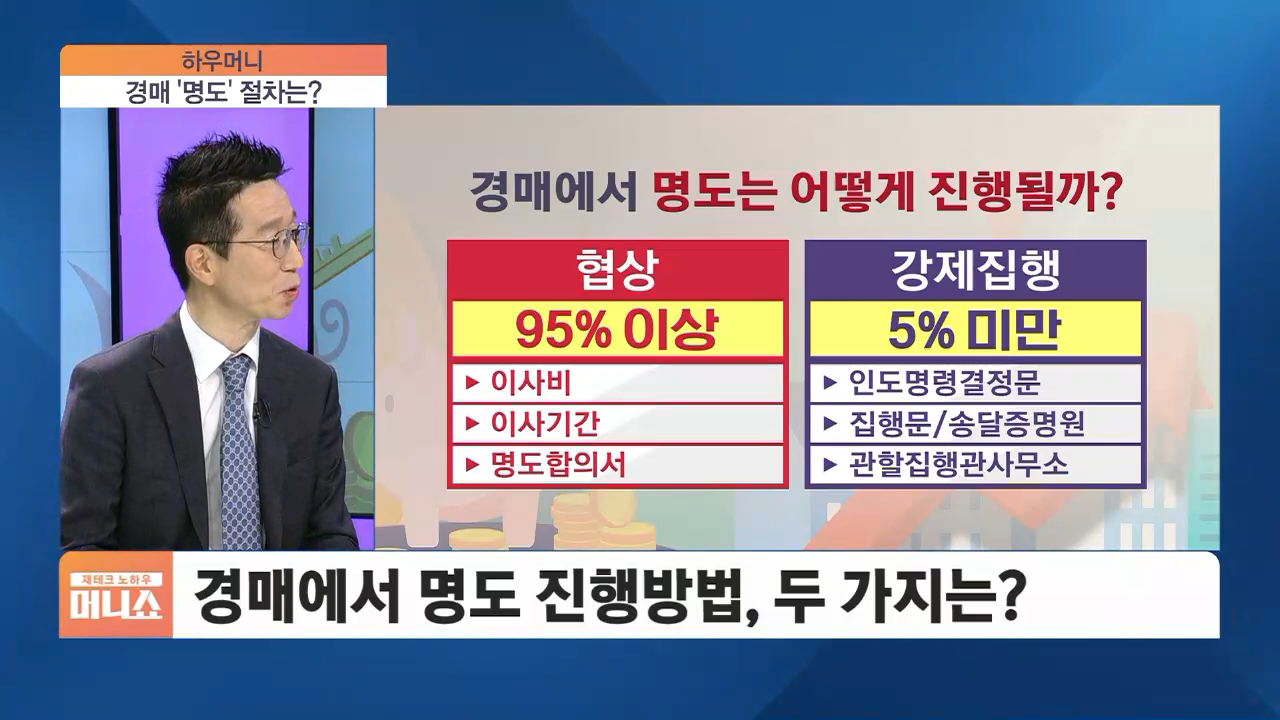 하우머니
경매 '명도' 절차는?
경매에서 명도는 어떻게 진행될까?
협상
95% 이상
▶ 이사비
▶ 이사기간
▶ 명도합의서
강제집행
5% 미만
▶ 인도명령결정문
▶ 집행문/송달증명원
▶ 관할집행관사무소
재테크 노하우
머니쇼
경매에서 명도 진행방법, 두 가지는?